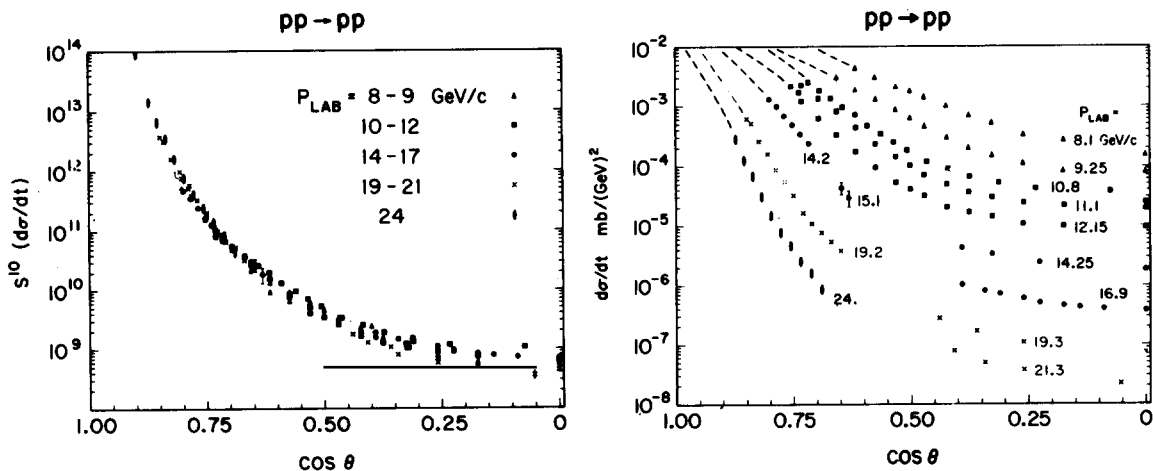 pp → pp
S¹⁰ (dσ/dt)
10¹⁴
10¹³
10¹²
10¹¹
10¹⁰
10⁹
P_LAB = 8 – 9 GeV/c
10 – 12
14 – 17
19 – 21
24
1.00 0.75 0.50 0.25 0
COS θ
pp → pp
dσ/dt mb/(GeV)²
10⁻²
10⁻³
10⁻⁴
10⁻⁵
10⁻⁶
10⁻⁷
10⁻⁸
P_LAB =
8.1 GeV/c
9.25
10.8
11.1
12.15
14.25
16.9
19.3
21.3
14.2
15.1
19.2
24.
1.00 0.75 0.50 0.25 0
COS θ